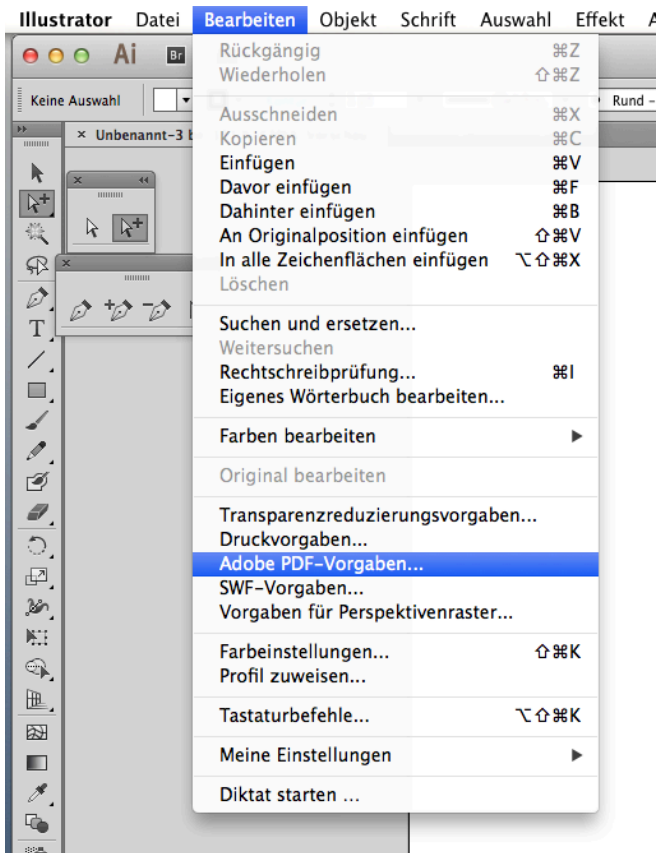 Illustrator Datei Bearbeiten Objekt Schrift Auswahl Effekt A
Ai Br
Keine Auswahl
Rund –
× Unbenannt-3 b
Rückgängig ⌘Z
Wiederholen ⇧⌘Z
Ausschneiden ⌘X
Kopieren ⌘C
Einfügen ⌘V
Davor einfügen ⌘F
Dahinter einfügen ⌘B
An Originalposition einfügen ⇧⌘V
In alle Zeichenflächen einfügen ⌥⇧⌘X
Löschen
Suchen und ersetzen...
Weitersuchen
Rechtschreibprüfung... ⌘I
Eigenes Wörterbuch bearbeiten...
Farben bearbeiten ▶
Original bearbeiten
Transparenzreduzierungsvorgaben...
Druckvorgaben...
Adobe PDF-Vorgaben...
SWF-Vorgaben...
Vorgaben für Perspektivenraster...
Farbeinstellungen... ⇧⌘K
Profil zuweisen...
Tastaturbefehle... ⌥⇧⌘K
Meine Einstellungen ▶
Diktat starten ...